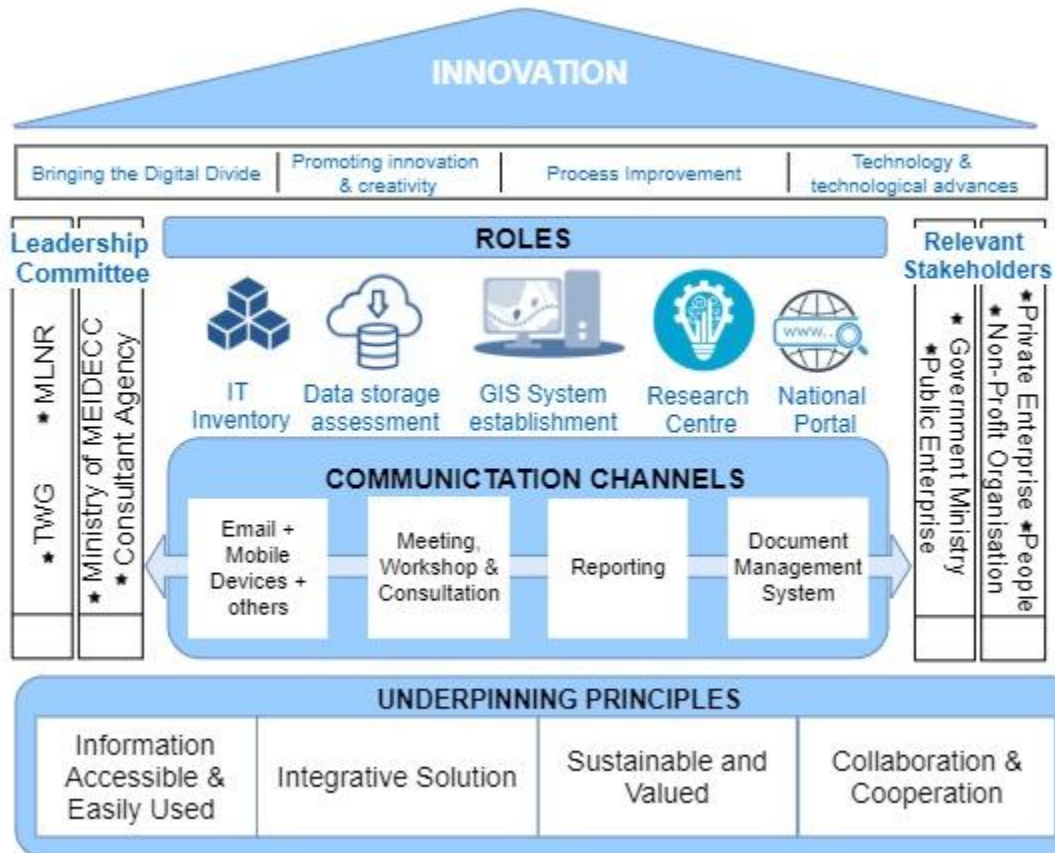 INNOVATION
Bringing the Digital Divide
Promoting innovation
& creativity
Process Improvement
Technology &
technological advances
Leadership
Committee
★ TWG ★ MLNR
★ Ministry of MEIDECC
★ Consultant Agency
ROLES
IT
Inventory
Data storage
assessment
GIS System
establishment
www...
Research
Centre
National
Portal
COMMUNICTATION CHANNELS
Email +
Mobile
Devices +
others
Meeting,
Workshop &
Consultation
Reporting
Document
Management
System
Relevant
Stakeholders
★ Public Enterprise
★ Government Ministry
★ Non-Profit Organisation
★ Private Enterprise ★ People
UNDERPINNING PRINCIPLES
Information
Accessible &
Easily Used
Integrative Solution
Sustainable and
Valued
Collaboration &
Cooperation